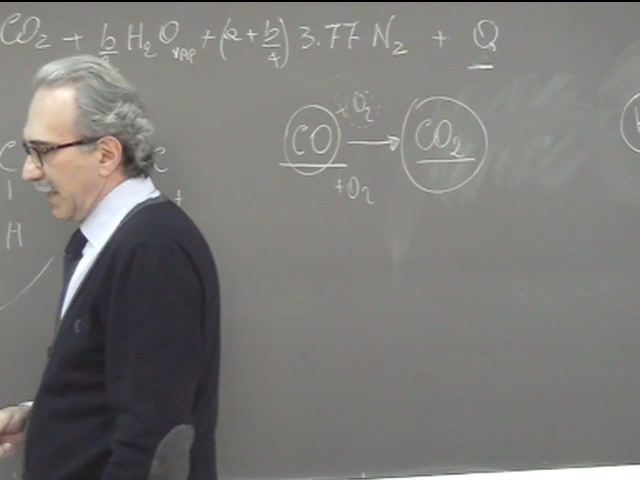 CO₂ + b/2 H₂O VAP + (a + b/4) 3.77 N₂ + Q
+ O₂
CO → CO₂
+ O₂
C C
H